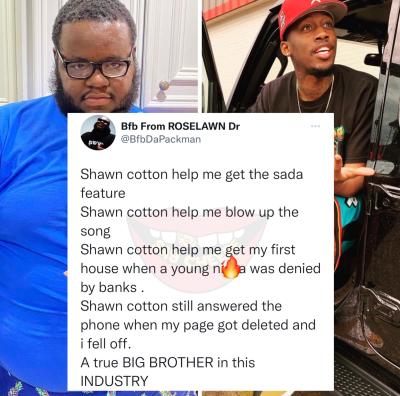 Bfb From ROSELAWN Dr
@BfbDaPackman
Shawn cotton help me get the sada
feature
Shawn cotton help me blow up the
song
Shawn cotton help me get my first
house when a young ni🔥a was denied
by banks .
Shawn cotton still answered the
phone when my page got deleted and
i fell off.
A true BIG BROTHER in this
INDUSTRY